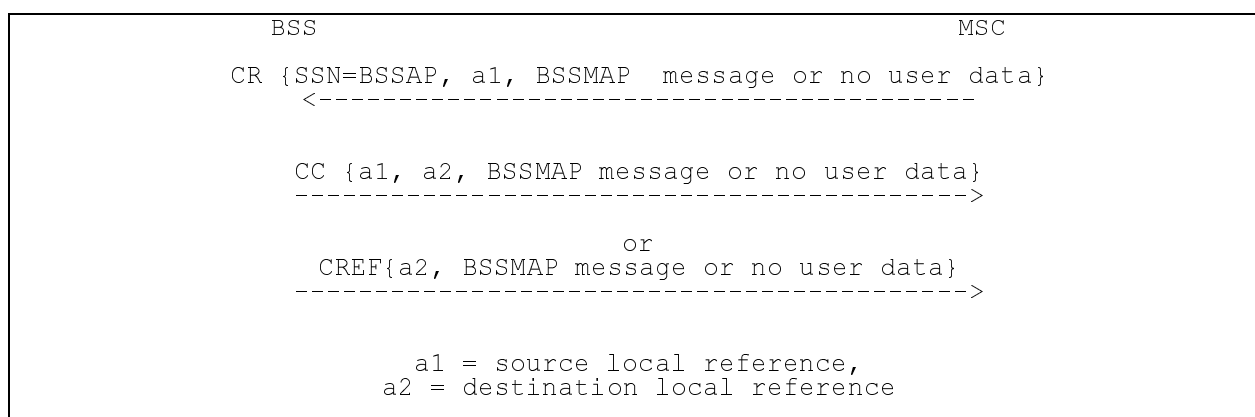 BSS MSC
CR {SSN=BSSAP, a1, BSSMAP  message or no user data}
<-----------------------------------------
CC {a1, a2, BSSMAP message or no user data}
------------------------------------------>
or
CREF{a2, BSSMAP message or no user data}
------------------------------------------>
a1 = source local reference,
a2 = destination local reference